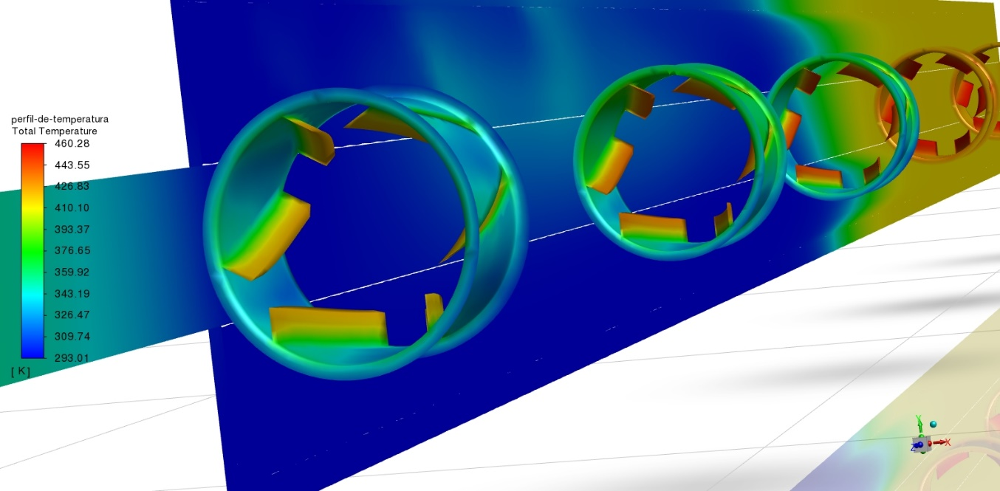 perfil-de-temperatura
Total Temperature
460.28
443.55
426.83
410.10
393.37
376.65
359.92
343.19
326.47
309.74
293.01
[ K ]
Y
Z
X